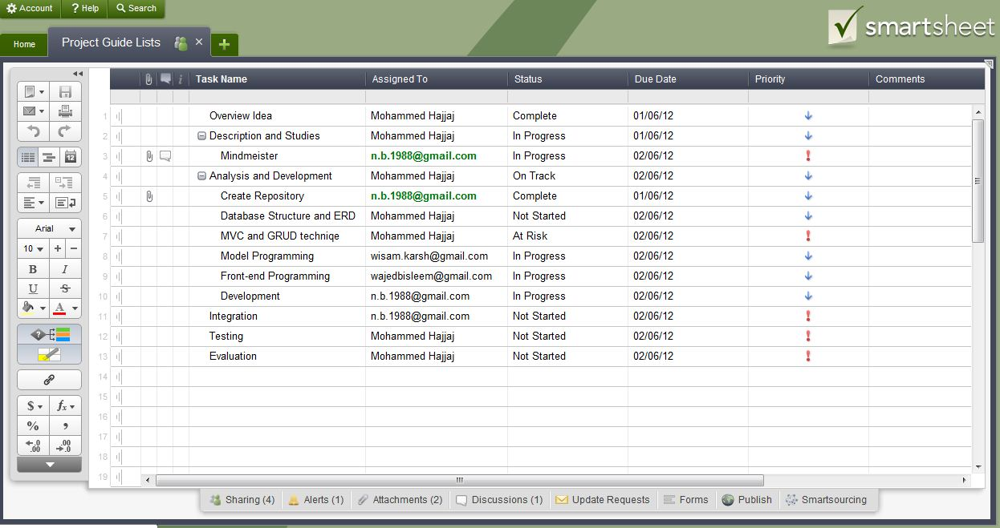 Account ? Help Search
Home Project Guide Lists × + smartsheet
i Task Name Assigned To Status Due Date Priority Comments
1 Overview Idea Mohammed Hajjaj Complete 01/06/12
2 Description and Studies Mohammed Hajjaj In Progress 01/06/12
3 Mindmeister n.b.1988@gmail.com In Progress 02/06/12
4 Analysis and Development Mohammed Hajjaj On Track 02/06/12
5 Create Repository n.b.1988@gmail.com Complete 01/06/12
6 Database Structure and ERD Mohammed Hajjaj Not Started 02/06/12
7 MVC and GRUD techniqe Mohammed Hajjaj At Risk 02/06/12
8 Model Programming wisam.karsh@gmail.com In Progress 02/06/12
9 Front-end Programming wajedbisleem@gmail.com In Progress 02/06/12
10 Development n.b.1988@gmail.com In Progress 02/06/12
11 Integration n.b.1988@gmail.com Not Started 02/06/12
12 Testing Mohammed Hajjaj Not Started 02/06/12
13 Evaluation Mohammed Hajjaj Not Started 02/06/12
14
15
16
17
18
19
12
Arial
10 + −
B I
U S
A
?
$ fx
% ,
.0 .00
.00 .0
Sharing (4) Alerts (1) Attachments (2) Discussions (1) Update Requests Forms Publish Smartsourcing